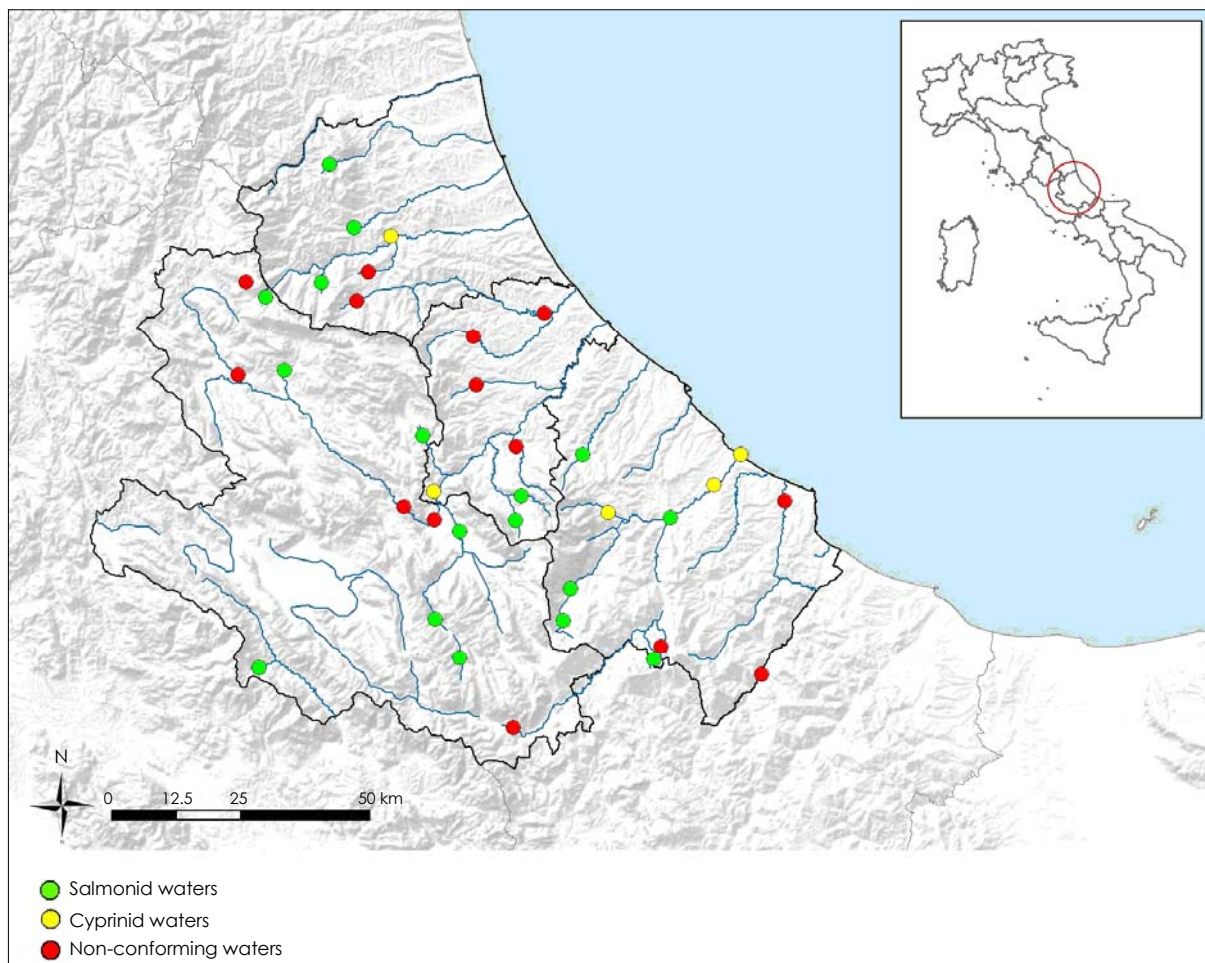 N
0 12.5 25 50 km
Salmonid waters
Cyprinid waters
Non-conforming waters